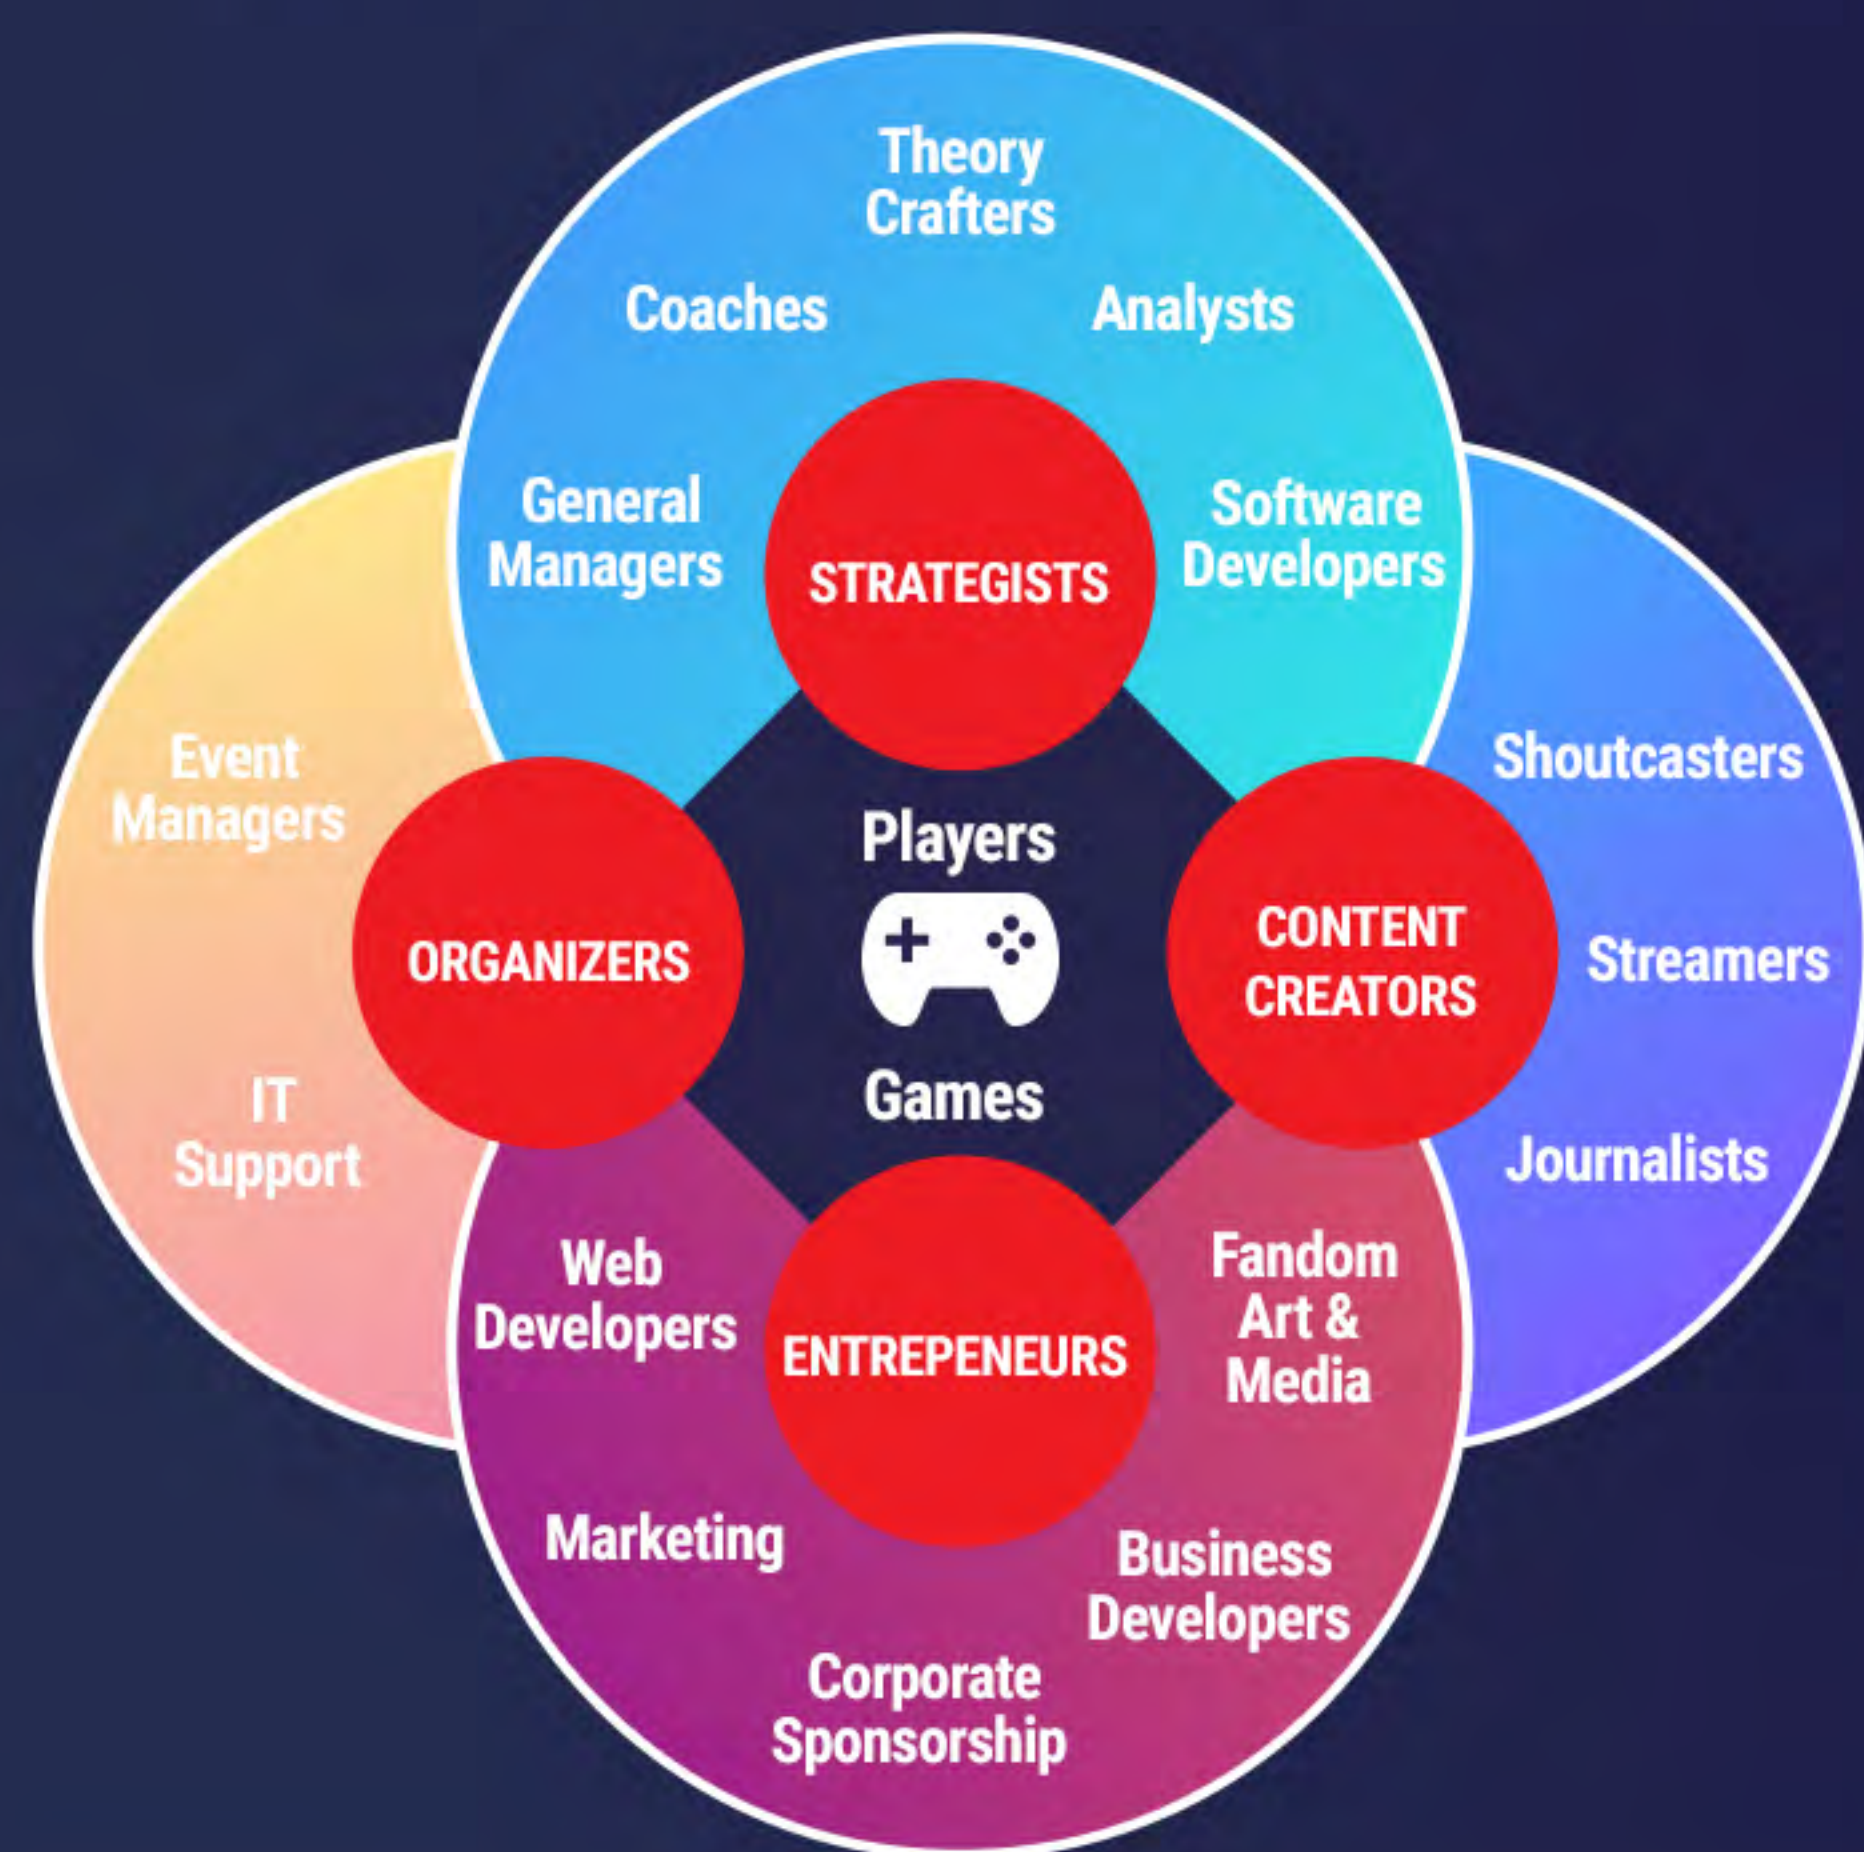 Theory
Crafters
Coaches
Analysts
General
Managers
STRATEGISTS
Software
Developers
Event
Managers
IT
Support
ORGANIZERS
Players
Games
CONTENT
CREATORS
Shoutcasters
Streamers
Journalists
Web
Developers
ENTREPENEURS
Fandom
Art &
Media
Marketing
Business
Developers
Corporate
Sponsorship